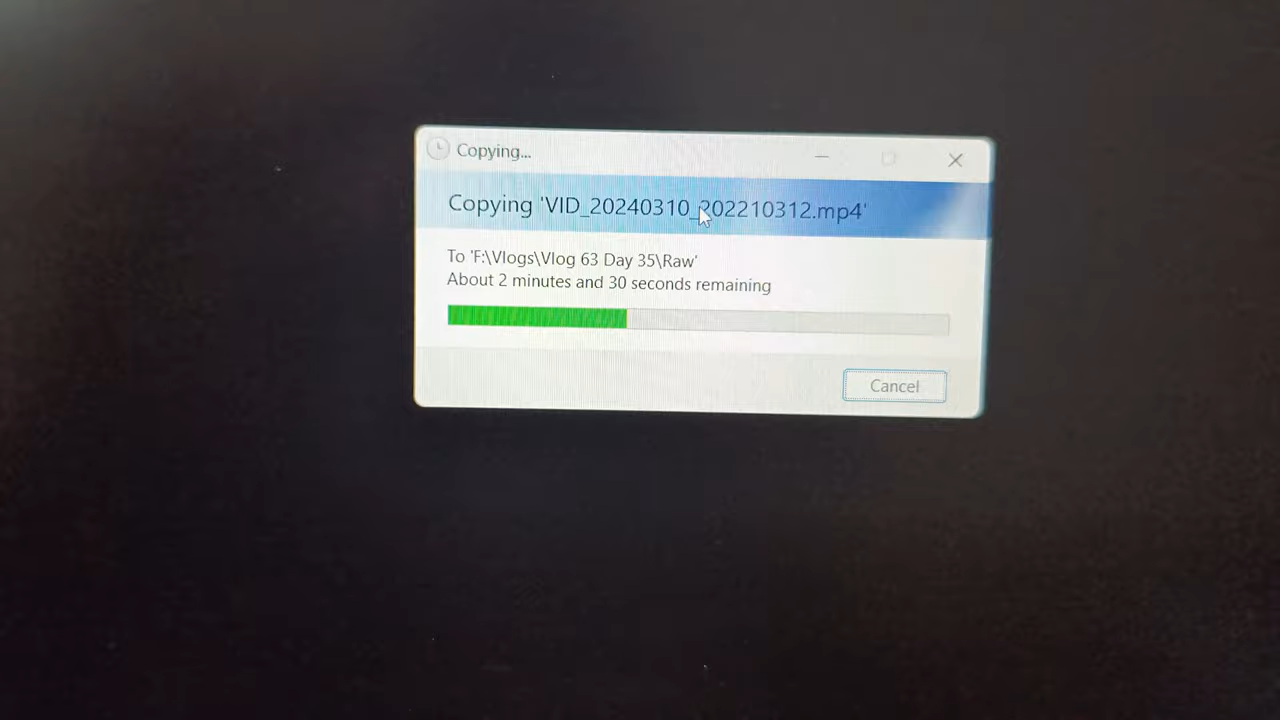 Copying...
Copying 'VID_20240310_202210312.mp4'
To 'F:\Vlogs\Vlog 63 Day 35\Raw'
About 2 minutes and 30 seconds remaining
Cancel